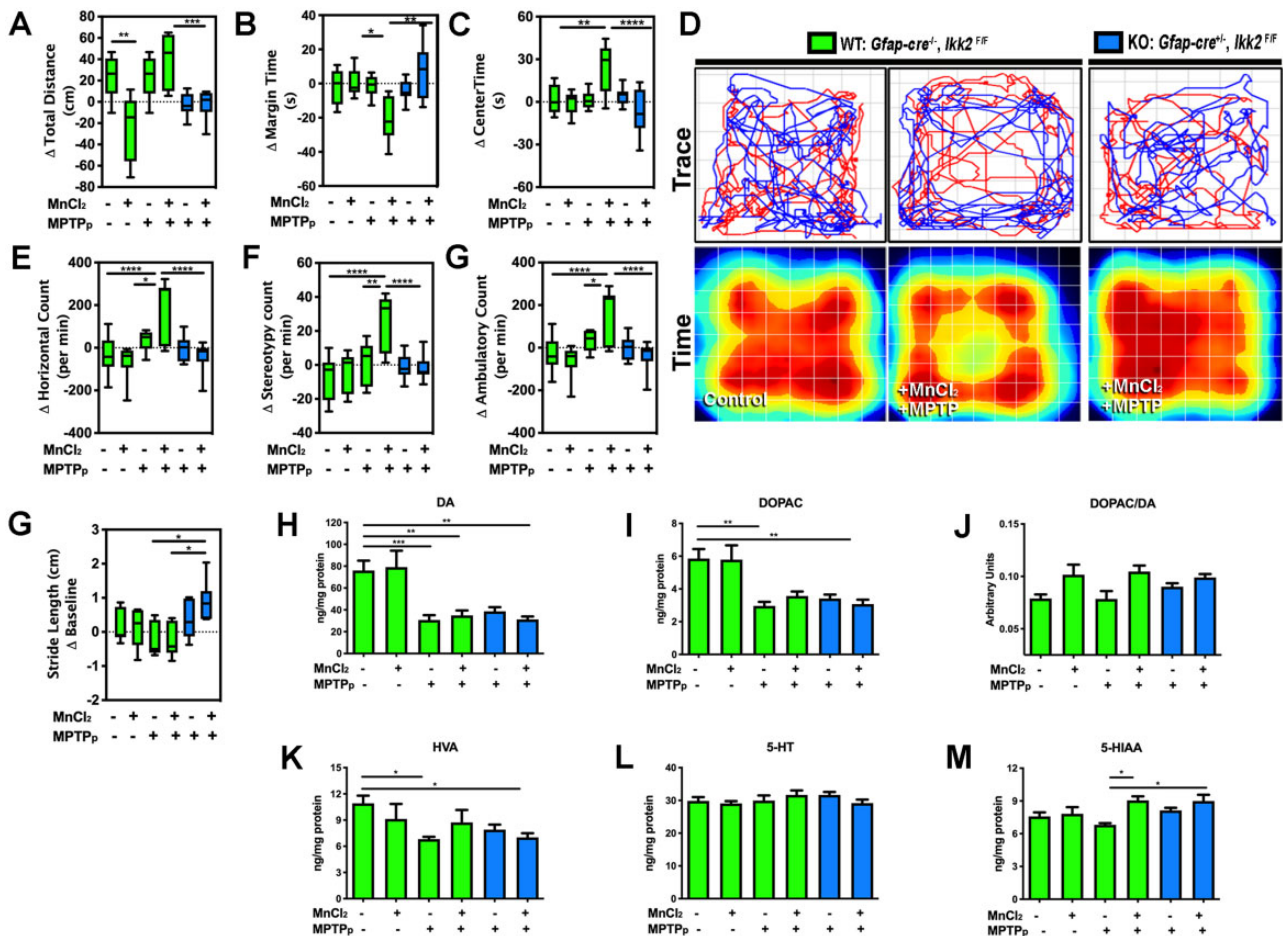 A
Δ Total Distance
(cm)
80
60
40
20
0
20
40
60
80
MnCl₂ - + - + - +
MPTPp - - + + + +
**
***
B
Δ Margin Time
(s)
60
40
20
0
-20
-40
-60
MnCl₂ - + - + - +
MPTPp - - + + + +
*
**
C
Δ CenterTime
(s)
60
30
0
-30
-60
MnCl₂ - + - + - +
MPTPp - - + + + +
**
****
D
WT: Gfap-cre-/-, Ikk2 F/F
KO: Gfap-cre+/-, Ikk2 F/F
Trace
Time
Control
+MnCl₂
+MPTP
+MnCl₂
+MPTP
E
Δ Horizontal Count
(per min)
400
200
0
-200
-400
MnCl₂ - + - + - +
MPTPp - - + + + +
****
*
****
F
Δ Stereotypy count
(per min)
60
40
20
0
-20
-40
MnCl₂ - + - + - +
MPTPp - - + + + +
****
**
****
G
Δ Ambulatory Count
(per min)
400
200
0
-200
-400
MnCl₂ - + - + - +
MPTPp - - + + + +
****
*
****
G
Stride Length (cm)
Δ Baseline
3
2
1
0
-1
-2
MnCl₂ - + - + - +
MPTPp - - + + + +
*
*
H
DA
ng/mg protein
120
100
80
60
40
20
0
MnCl₂ - + - + - +
MPTPp - - + + + +
**
**
***
I
DOPAC
ng/mg protein
10
8
6
4
2
0
MnCl₂ - + - + - +
MPTPp - - + + + +
**
**
J
DOPAC/DA
Arbitrary Units
0.15
0.10
0.05
MnCl₂ - + - + - +
MPTPp - - + + + +
K
HVA
ng/mg protein
15
10
5
0
MnCl₂ - + - + - +
MPTPp - - + + + +
*
*
L
5-HT
ng/mg protein
40
30
20
10
0
MnCl₂ - + - + - +
MPTPp - - + + + +
M
5-HIAA
ng/mg protein
12
9
6
3
0
MnCl₂ - + - + - +
MPTPp - - + + + +
*
*